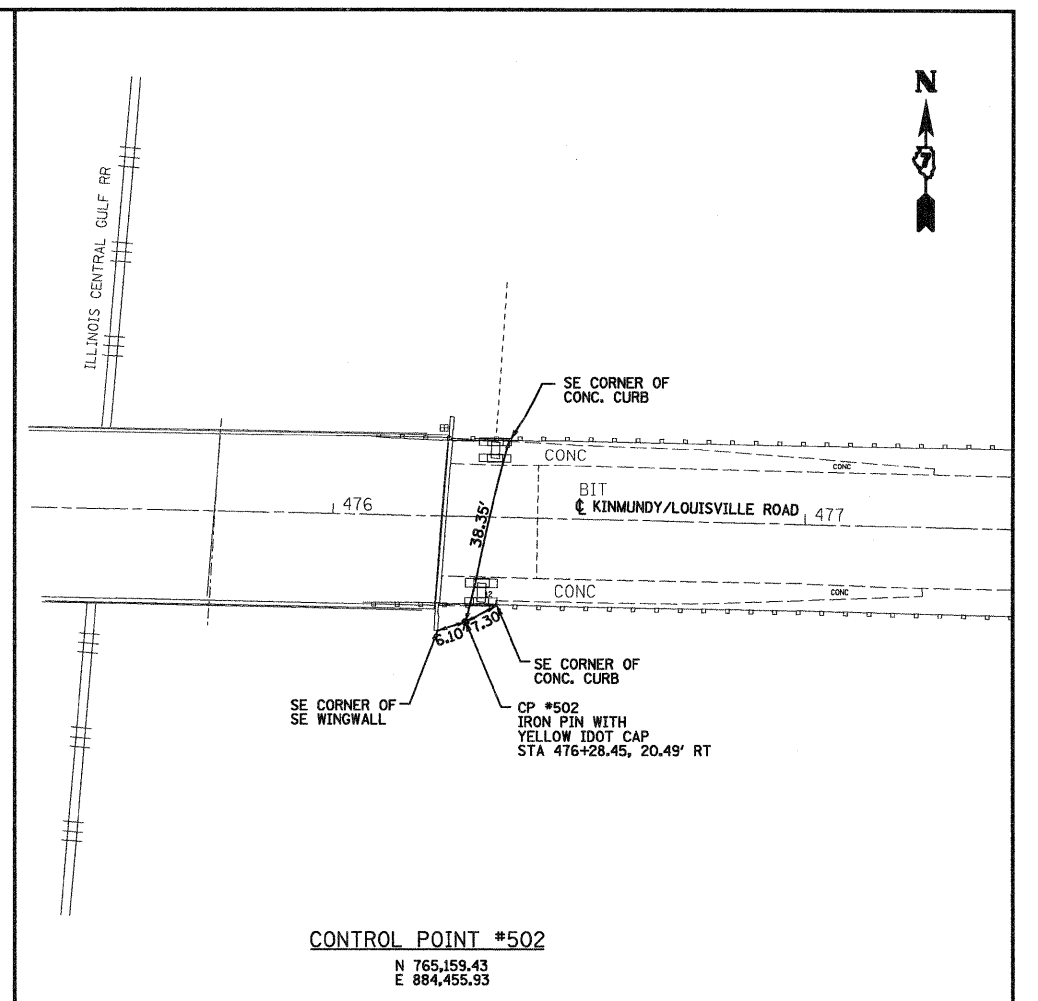 N
7
ILLINOIS CENTRAL GULF RR
SE CORNER OF
CONC. CURB
CONC
CONC
476
BIT
℄ KINMUNDY/LOUISVILLE ROAD
477
38.35'
CONC
CONC
6.10'
7.30'
SE CORNER OF
CONC. CURB
SE CORNER OF
SE WINGWALL
CP #502
IRON PIN WITH
YELLOW IDOT CAP
STA 476+28.45, 20.49' RT
CONTROL POINT #502
N 765,159.43
E 884,455.93